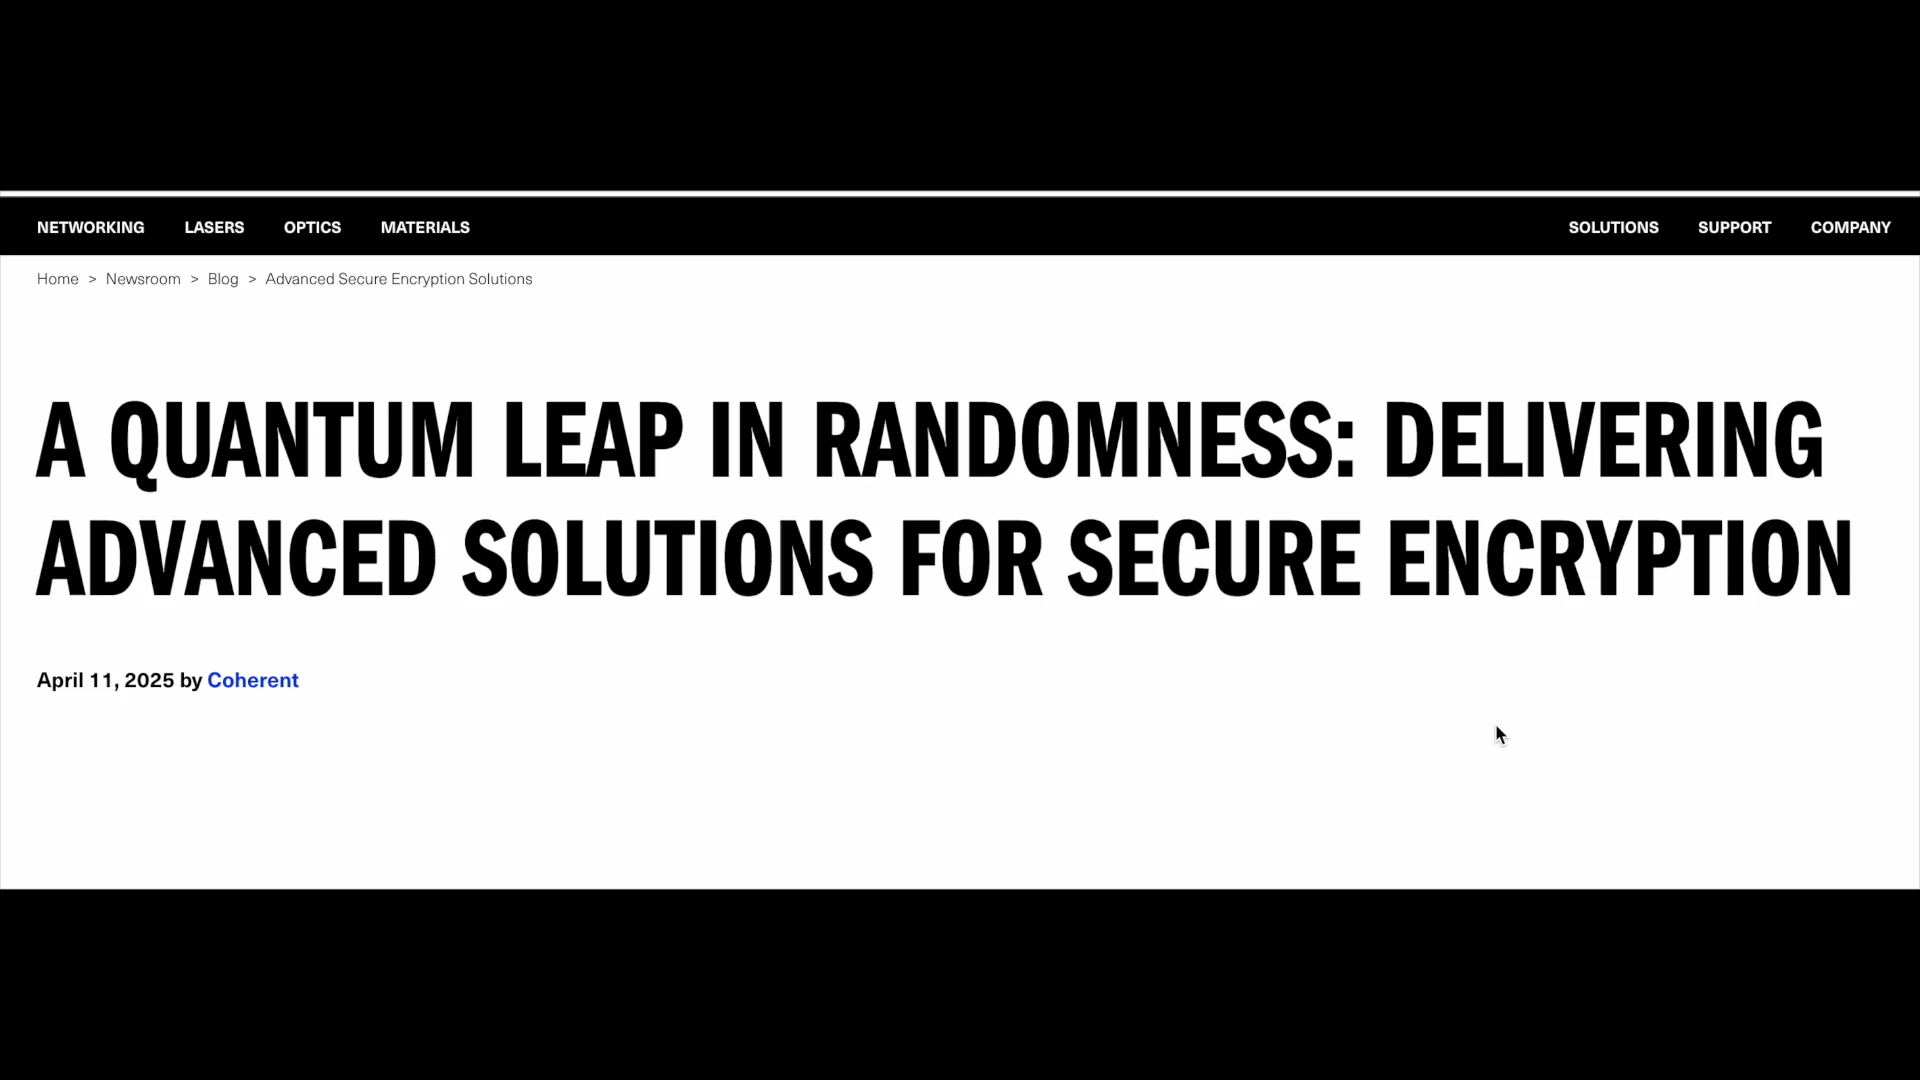 NETWORKING LASERS OPTICS MATERIALS SOLUTIONS SUPPORT COMPANY
Home > Newsroom > Blog > Advanced Secure Encryption Solutions
A QUANTUM LEAP IN RANDOMNESS: DELIVERING
ADVANCED SOLUTIONS FOR SECURE ENCRYPTION
April 11, 2025 by Coherent